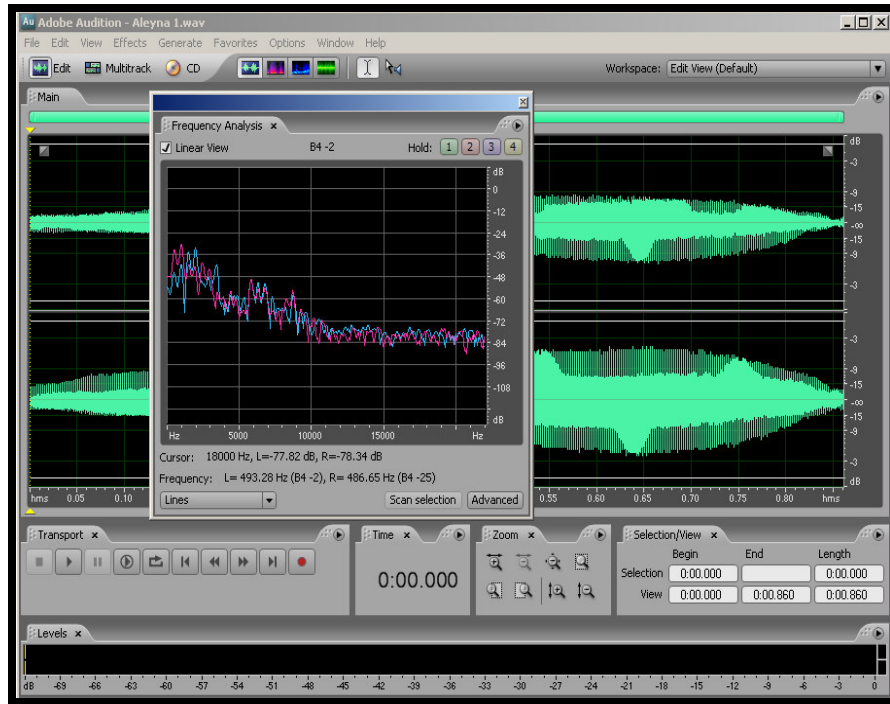 Au Adobe Audition - Aleyna 1.wav
File Edit View Effects Generate Favorites Options Window Help
Edit Multitrack CD Workspace: Edit View (Default)
Main
Frequency Analysis x
Linear View B4 -2 Hold: 1 2 3 4
dB
0
-12
-24
-36
-48
-60
-72
-84
-96
-108
dB
Hz 5000 10000 15000 Hz
Cursor: 18000 Hz, L=-77.82 dB, R=-78.34 dB
Frequency: L= 493.28 Hz (B4 -2), R= 486.65 Hz (B4 -25)
Lines Scan selection Advanced
dB
-3
-9
-15
-∞
-15
-9
-3
-3
-9
-15
-∞
-15
-9
-3
dB
hms 0.05 0.10 0.55 0.60 0.65 0.70 0.75 0.80 hms
Transport x
Time x
0:00.000
Zoom x
Selection/View x
Begin End Length
Selection 0:00.000 0:00.000
View 0:00.000 0:00.860 0:00.860
Levels x
dB -69 -66 -63 -60 -57 -54 -51 -48 -45 -42 -39 -36 -33 -30 -27 -24 -21 -18 -15 -12 -9 -6 -3 0